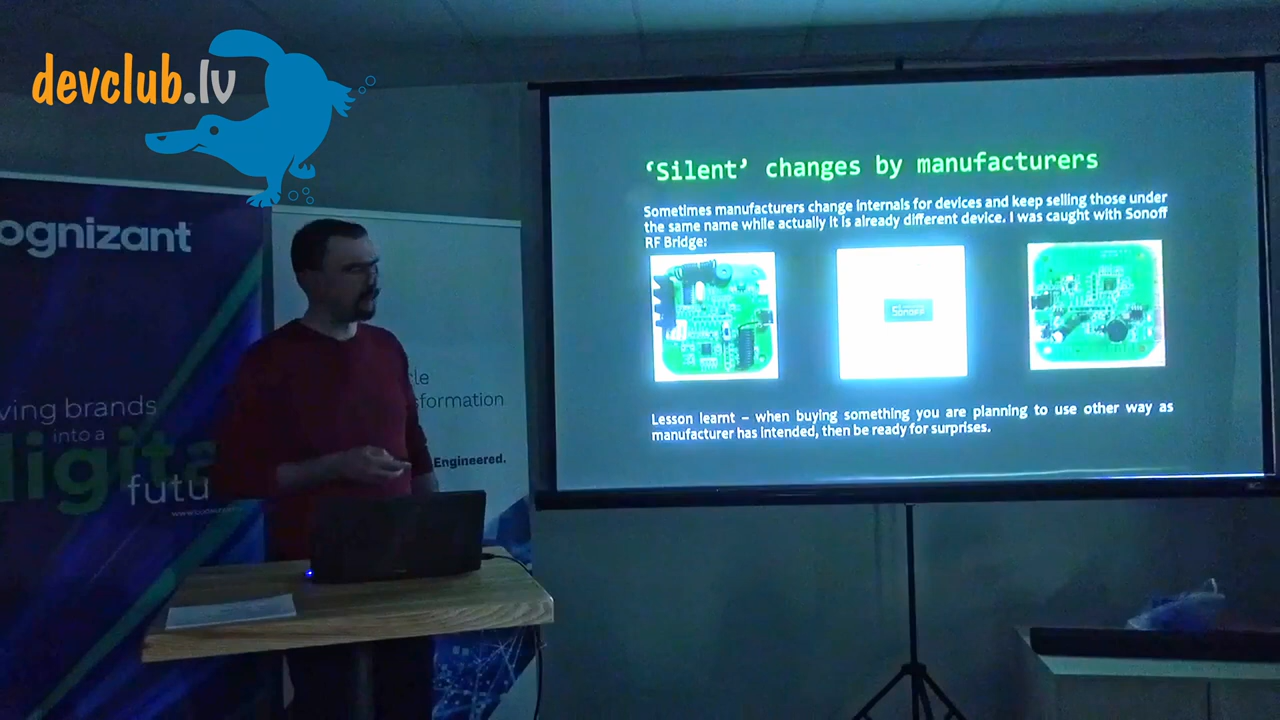 devclub.lv
ognizant
ving brands
into a
digita
futu
cle
sformation
Engineered.
‘Silent’ changes by manufacturers
Sometimes manufacturers change internals for devices and keep selling those under
the same name while actually it is already different device. I was caught with Sonoff
RF Bridge:
SONOFF
Lesson learnt – when buying something you are planning to use other way as
manufacturer has intended, then be ready for surprises.